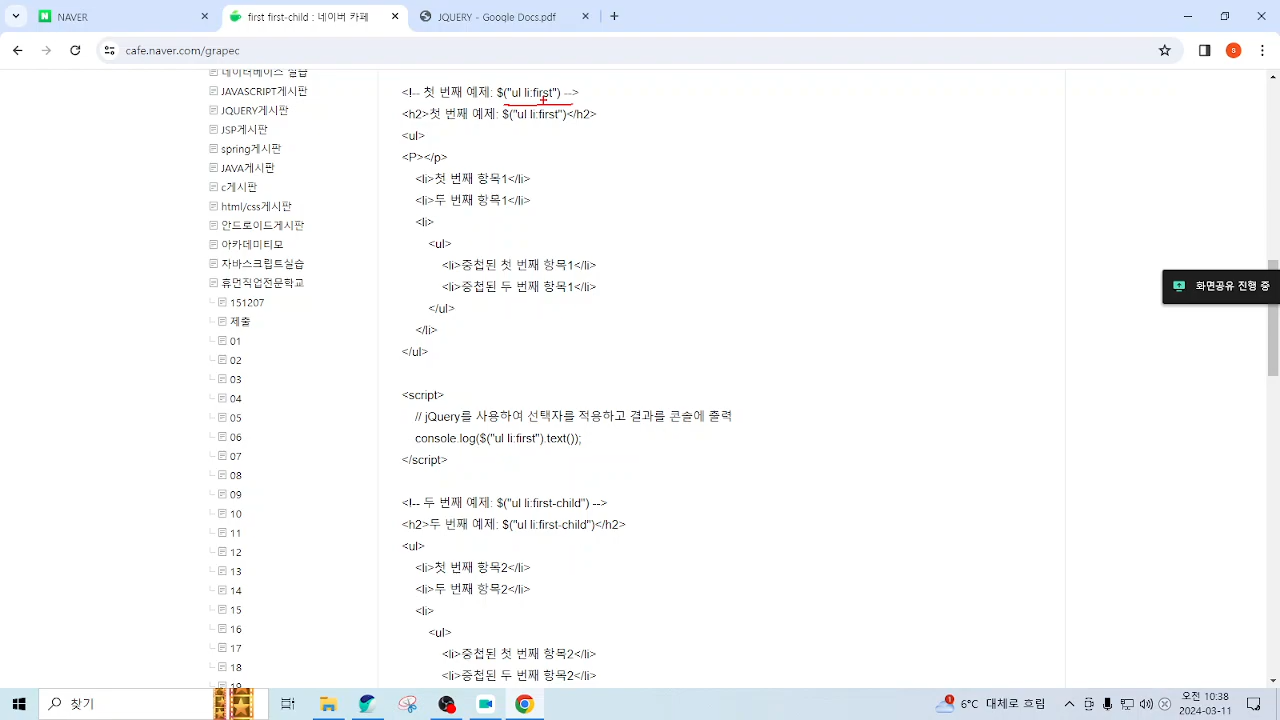 NAVER
first first-child : 네이버 카페
JQUERY - Google Docs.pdf
cafe.naver.com/grapec
데이터베이스 실습
JAVASCRIPT게시판
JQUERY게시판
JSP게시판
spring게시판
JAVA게시판
c게시판
html/css게시판
안드로이드게시판
아카데미티모
자바스크립트실습
휴먼직업전문학교
151207
제출
01
02
03
04
05
06
07
08
09
10
11
12
13
14
15
16
17
18
19
<!-- 첫 번째 예제: $("ul li:first") -->
<h2>첫 번째 예제: $("ul li:first")</h2>
<ul>
<P></p>
<li>첫 번째 항목1</li>
<li>두 번째 항목1</li>
<li>
<ul>
<li>중첩된 첫 번째 항목1</li>
<li>중첩된 두 번째 항목1</li>
</ul>
</li>
</ul>
<script>
// jQuery를 사용하여 선택자를 적용하고 결과를 콘솔에 출력
console.log($("ul li:first").text());
</script>
<!-- 두 번째 예제: $("ul li:first-child") -->
<h2>두 번째 예제: $("ul li:first-child")</h2>
<ul>
<li>첫 번째 항목2</li>
<li>두 번째 항목2</li>
<li>
<ul>
<li>중첩된 첫 번째 항목2</li>
<li>중첩된 두 번째 항목2</li>
화면공유 진행 중
찾기
6°C 대체로 흐림
오전 10:38
2024-03-11